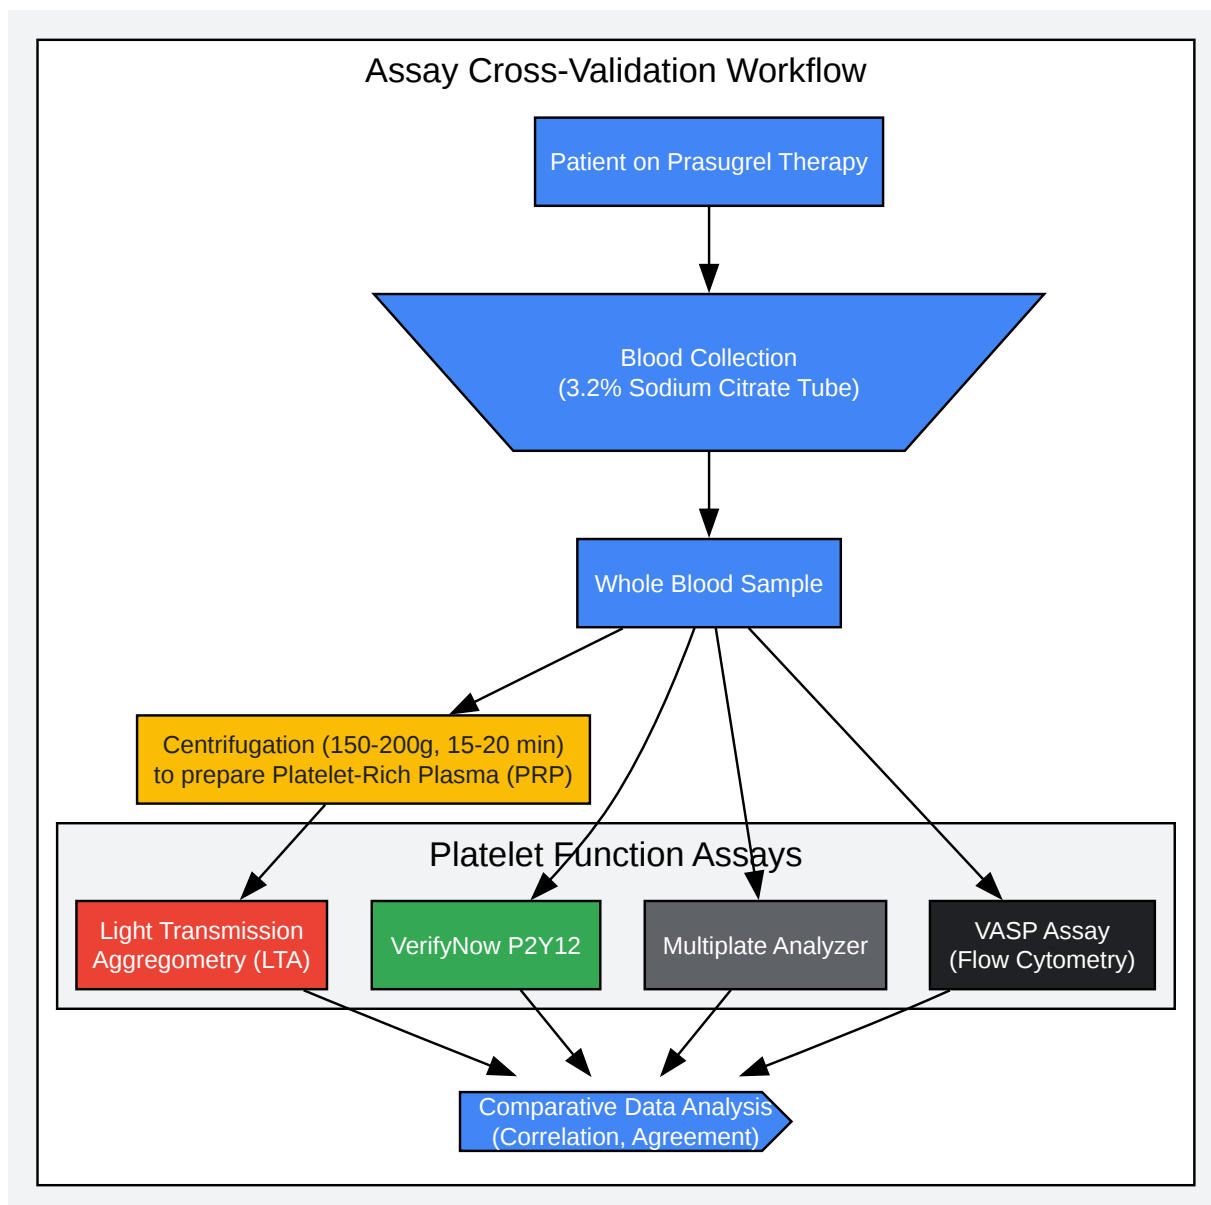 Assay Cross-Validation Workflow
Patient on Prasugrel Therapy
Blood Collection
(3.2% Sodium Citrate Tube)
Whole Blood Sample
Centrifugation (150-200g, 15-20 min)
to prepare Platelet-Rich Plasma (PRP)
Platelet Function Assays
Light Transmission
Aggregometry (LTA)
VerifyNow P2Y12
Multiplate Analyzer
VASP Assay
(Flow Cytometry)
Comparative Data Analysis
(Correlation, Agreement)